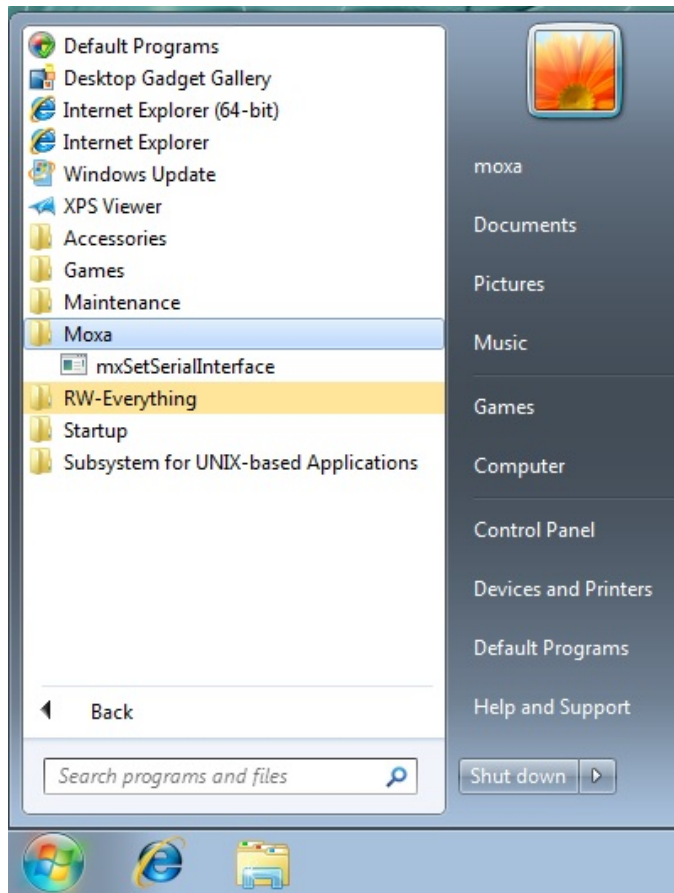 Default Programs
Desktop Gadget Gallery
Internet Explorer (64-bit)
Internet Explorer
Windows Update
XPS Viewer
Accessories
Games
Maintenance
Moxa
mxSetSerialInterface
RW-Everything
Startup
Subsystem for UNIX-based Applications
Back
Search programs and files
moxa
Documents
Pictures
Music
Games
Computer
Control Panel
Devices and Printers
Default Programs
Help and Support
Shut down